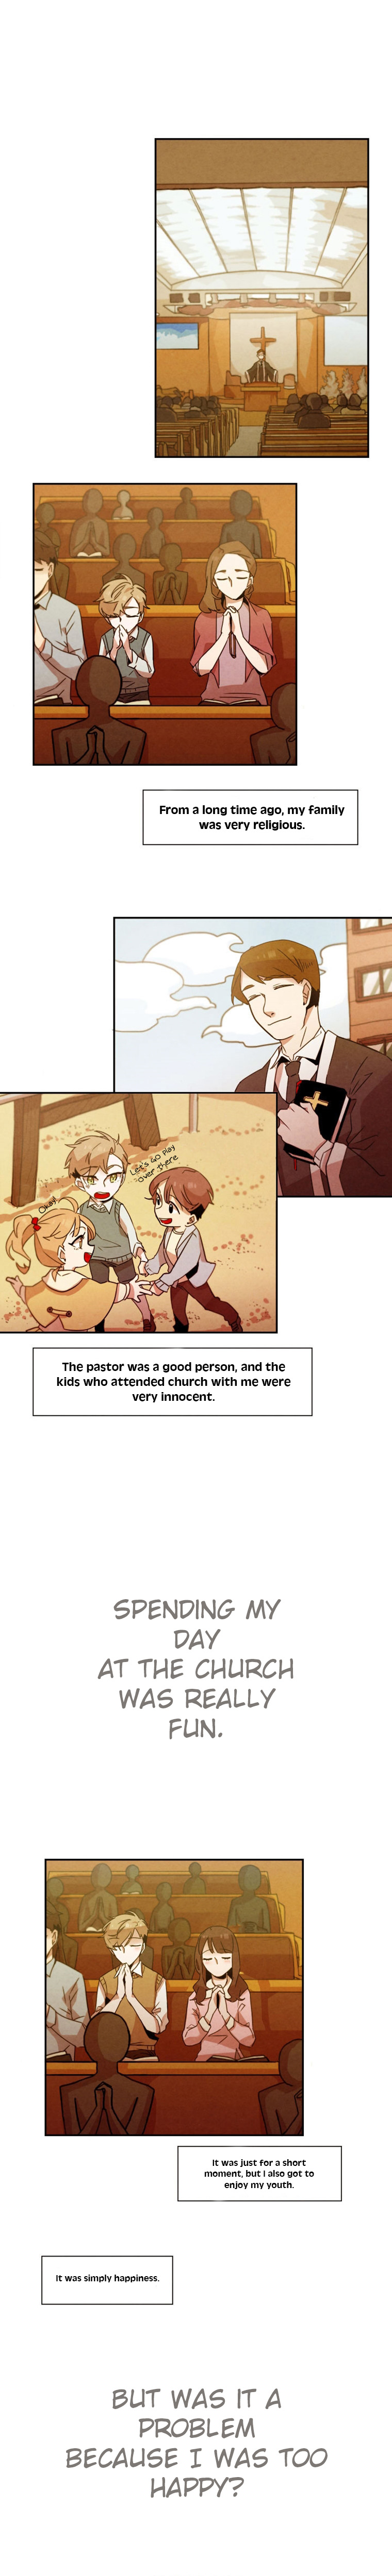 From a long time ago, my family
was very religious.
Okay!
Let's go play
over there
The pastor was a good person, and the
kids who attended church with me were
very innocent.
SPENDING MY
DAY
AT THE CHURCH
WAS REALLY
FUN.
It was just for a short
moment, but I also got to
enjoy my youth.
It was simply happiness.
BUT WAS IT A
PROBLEM
BECAUSE I WAS TOO
HAPPY?